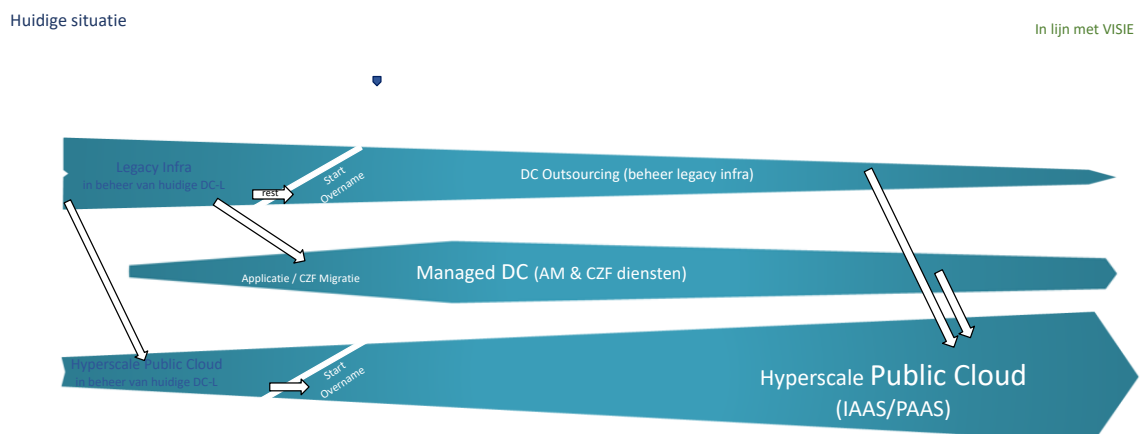 Huidige situatie
In lijn met VISIE
Legacy Infra
in beheer van huidige DC-L
rest
Start
Overname
DC Outsourcing (beheer legacy infra)
Applicatie / CZF Migratie
Managed DC (AM & CZF diensten)
Hyperscale Public Cloud
in beheer van huidige DC-L
Start
Overname
Hyperscale Public Cloud
(IAAS/PAAS)